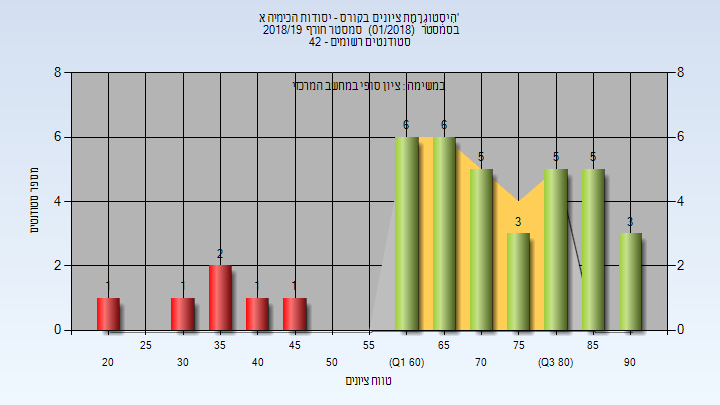 הִיסְטוֹגְרָמַת ציונים בקורס - יסודות הכימיה א'
בסמסטר (01/2018) סמסטר חורף 2018/19
סטודנטים רשומים - 42
במשימה : ציון סופי במחשב המרכזי
8 8
6 6
4 4
2 2
0 0
מספר סטודנטים
1 1 2 1 1 6 6 5 3 5 5 3
25 35 45 55 65 75 85
20 30 40 50 (Q1 60) 70 (Q3 80) 90
טווח ציונים